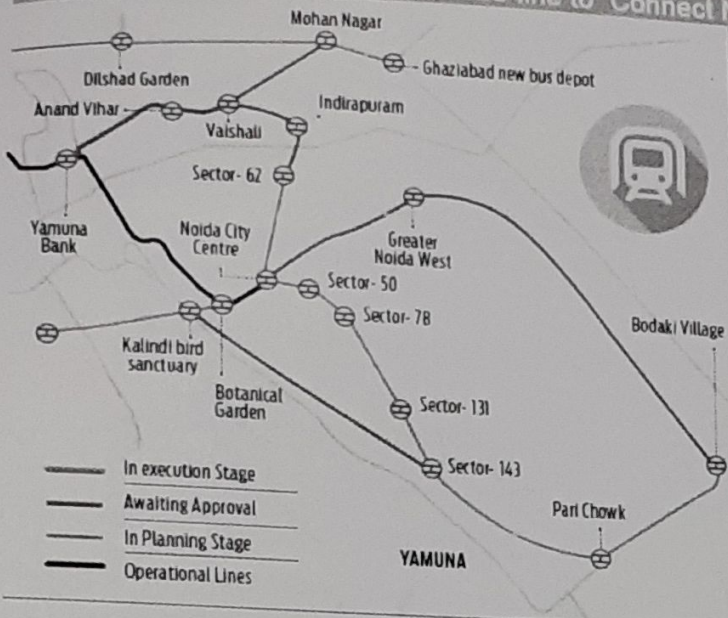 line to "Connect
Mohan Nagar
Dilshad Garden
Ghaziabad new bus depot
Anand Vihar
Vaishali
Indirapuram
Sector- 62
Yamuna
Bank
Noida City
Centre
Greater
Noida West
Sector- 50
Sector- 78
Bodaki Village
Kalindi bird
sanctuary
Botanical
Garden
Sector- 131
Sector- 143
Pari Chowk
In execution Stage
Awaiting Approval
In Planning Stage
Operational Lines
YAMUNA